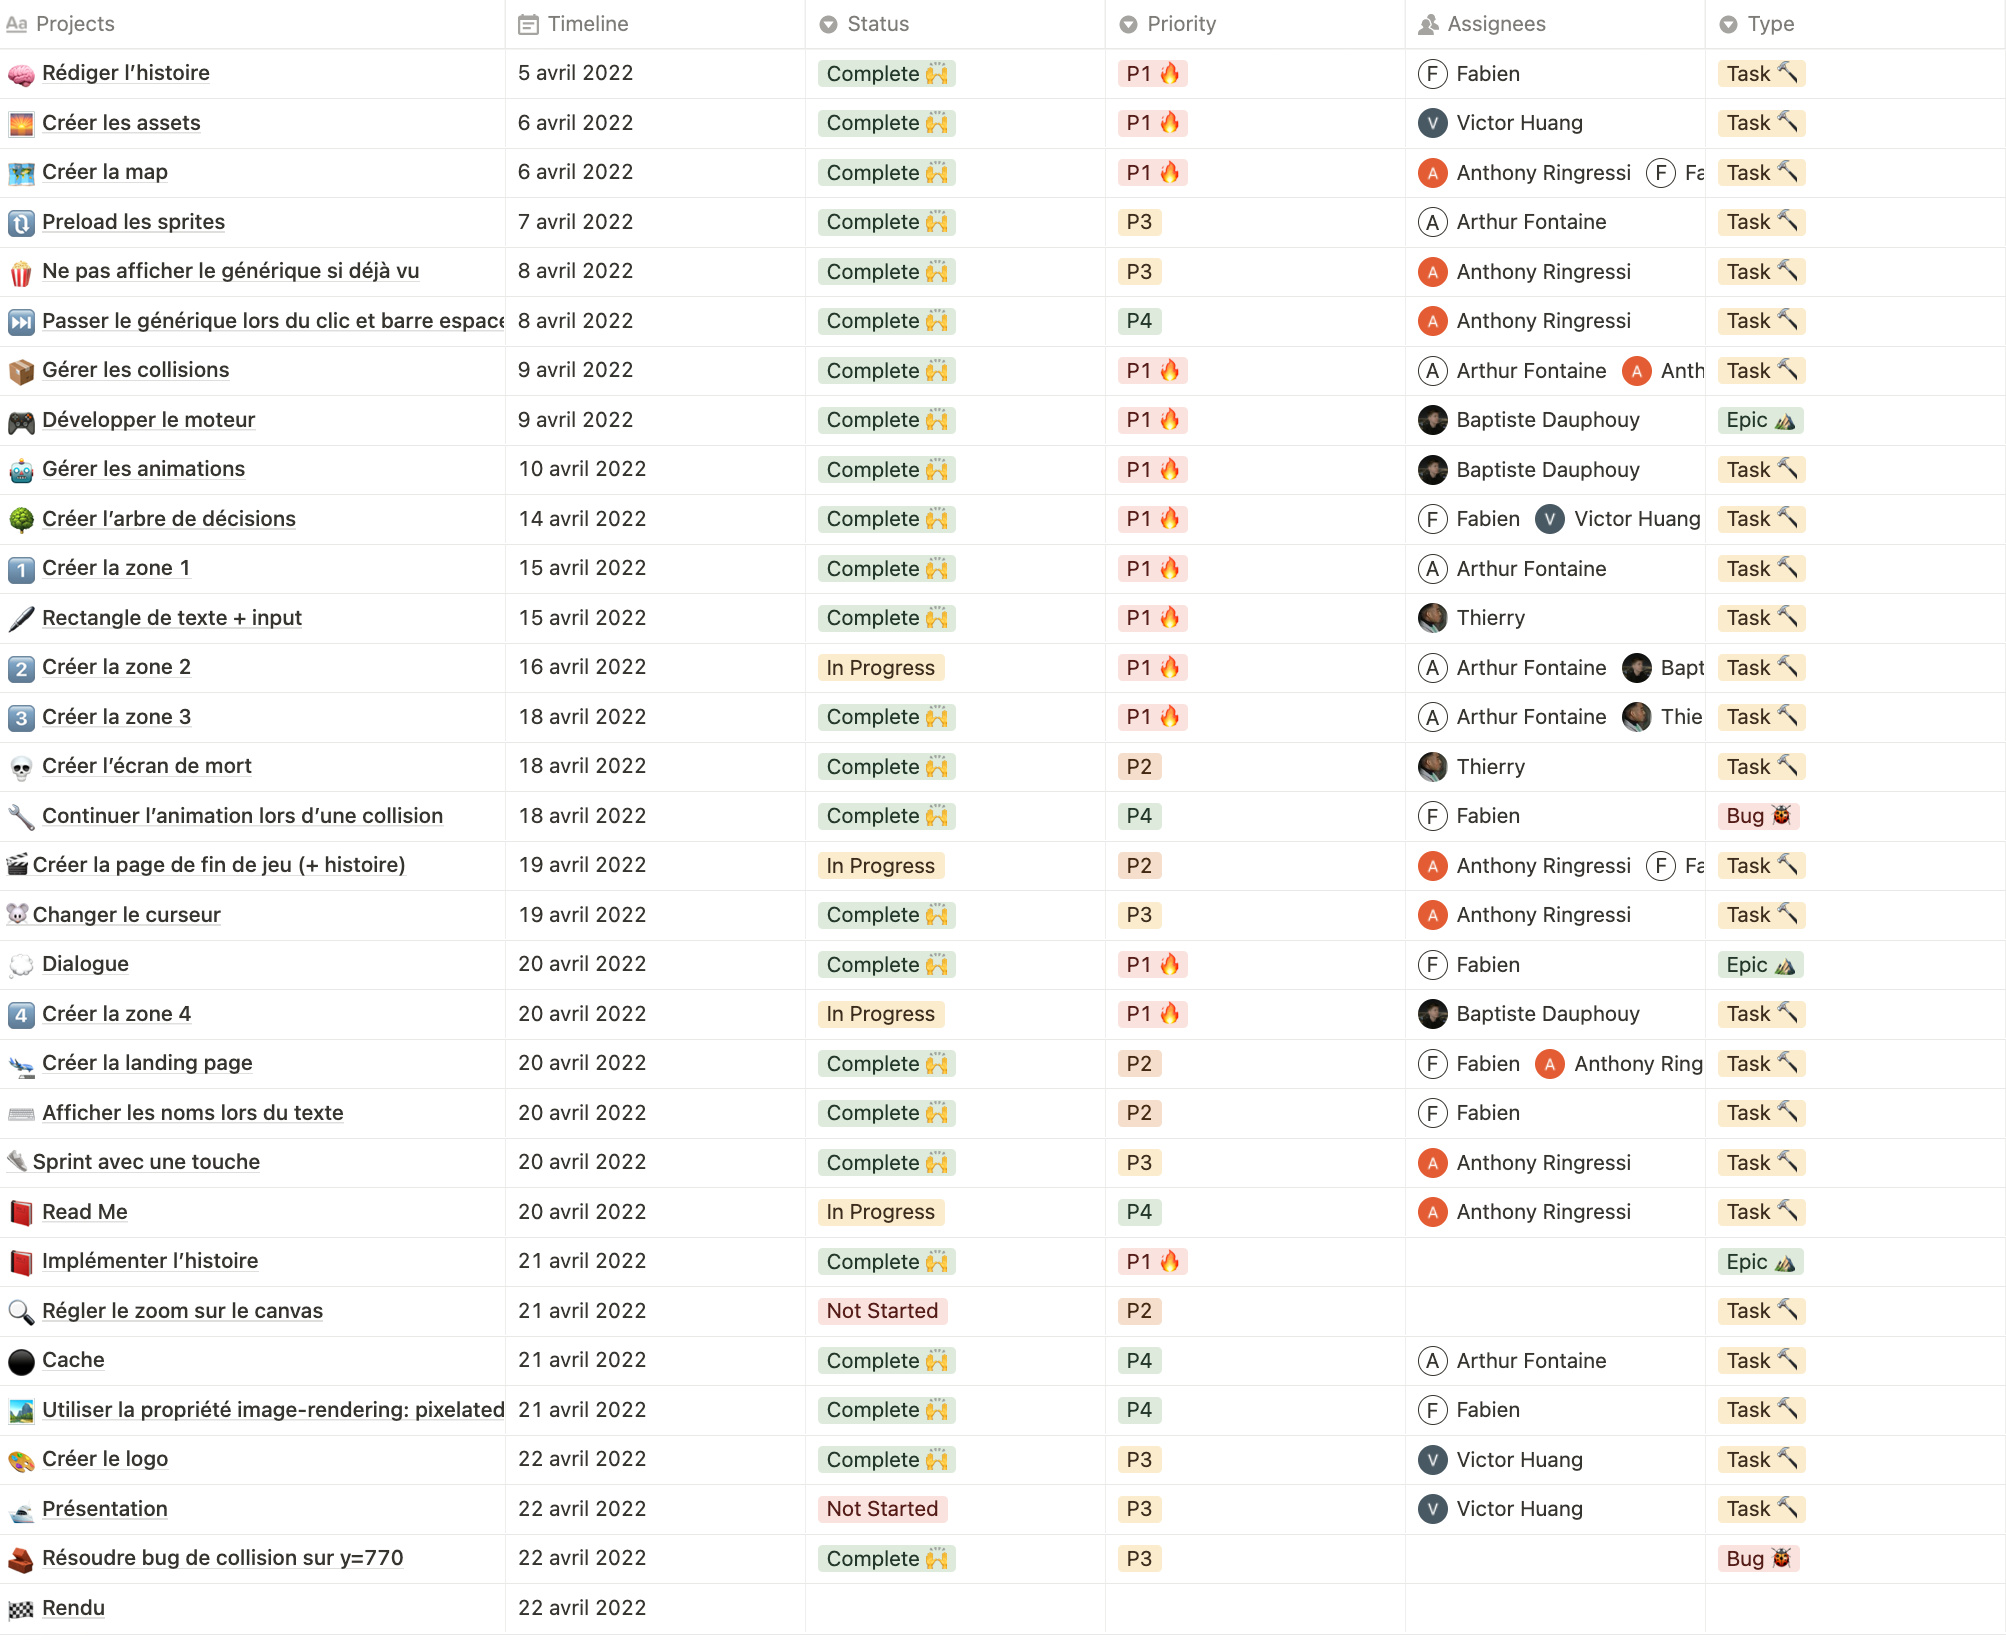 Aa Projects Timeline Status Priority Assignees Type
Rédiger l’histoire 5 avril 2022 Complete 🙌 P1 🔥 F Fabien Task 🔨
Créer les assets 6 avril 2022 Complete 🙌 P1 🔥 V Victor Huang Task 🔨
Créer la map 6 avril 2022 Complete 🙌 P1 🔥 A Anthony Ringressi F Fa Task 🔨
Preload les sprites 7 avril 2022 Complete 🙌 P3 A Arthur Fontaine Task 🔨
Ne pas afficher le générique si déjà vu 8 avril 2022 Complete 🙌 P3 A Anthony Ringressi Task 🔨
Passer le générique lors du clic et barre espace 8 avril 2022 Complete 🙌 P4 A Anthony Ringressi Task 🔨
Gérer les collisions 9 avril 2022 Complete 🙌 P1 🔥 A Arthur Fontaine A Anth Task 🔨
Développer le moteur 9 avril 2022 Complete 🙌 P1 🔥 Baptiste Dauphouy Epic ⛰️
Gérer les animations 10 avril 2022 Complete 🙌 P1 🔥 Baptiste Dauphouy Task 🔨
Créer l’arbre de décisions 14 avril 2022 Complete 🙌 P1 🔥 F Fabien V Victor Huang Task 🔨
1 Créer la zone 1 15 avril 2022 Complete 🙌 P1 🔥 A Arthur Fontaine Task 🔨
Rectangle de texte + input 15 avril 2022 Complete 🙌 P1 🔥 Thierry Task 🔨
2 Créer la zone 2 16 avril 2022 In Progress P1 🔥 A Arthur Fontaine Bapt Task 🔨
3 Créer la zone 3 18 avril 2022 Complete 🙌 P1 🔥 A Arthur Fontaine Thie Task 🔨
Créer l’écran de mort 18 avril 2022 Complete 🙌 P2 Thierry Task 🔨
Continuer l’animation lors d’une collision 18 avril 2022 Complete 🙌 P4 F Fabien Bug 🐞
Créer la page de fin de jeu (+ histoire) 19 avril 2022 In Progress P2 A Anthony Ringressi F Fa Task 🔨
Changer le curseur 19 avril 2022 Complete 🙌 P3 A Anthony Ringressi Task 🔨
Dialogue 20 avril 2022 Complete 🙌 P1 🔥 F Fabien Epic ⛰️
4 Créer la zone 4 20 avril 2022 In Progress P1 🔥 Baptiste Dauphouy Task 🔨
Créer la landing page 20 avril 2022 Complete 🙌 P2 F Fabien A Anthony Ring Task 🔨
Afficher les noms lors du texte 20 avril 2022 Complete 🙌 P2 F Fabien Task 🔨
Sprint avec une touche 20 avril 2022 Complete 🙌 P3 A Anthony Ringressi Task 🔨
Read Me 20 avril 2022 In Progress P4 A Anthony Ringressi Task 🔨
Implémenter l’histoire 21 avril 2022 Complete 🙌 P1 🔥 Epic ⛰️
Régler le zoom sur le canvas 21 avril 2022 Not Started P2 Task 🔨
Cache 21 avril 2022 Complete 🙌 P4 A Arthur Fontaine Task 🔨
Utiliser la propriété image-rendering: pixelated 21 avril 2022 Complete 🙌 P4 F Fabien Task 🔨
Créer le logo 22 avril 2022 Complete 🙌 P3 V Victor Huang Task 🔨
Présentation 22 avril 2022 Not Started P3 V Victor Huang Task 🔨
Résoudre bug de collision sur y=770 22 avril 2022 Complete 🙌 P3 Bug 🐞
Rendu 22 avril 2022